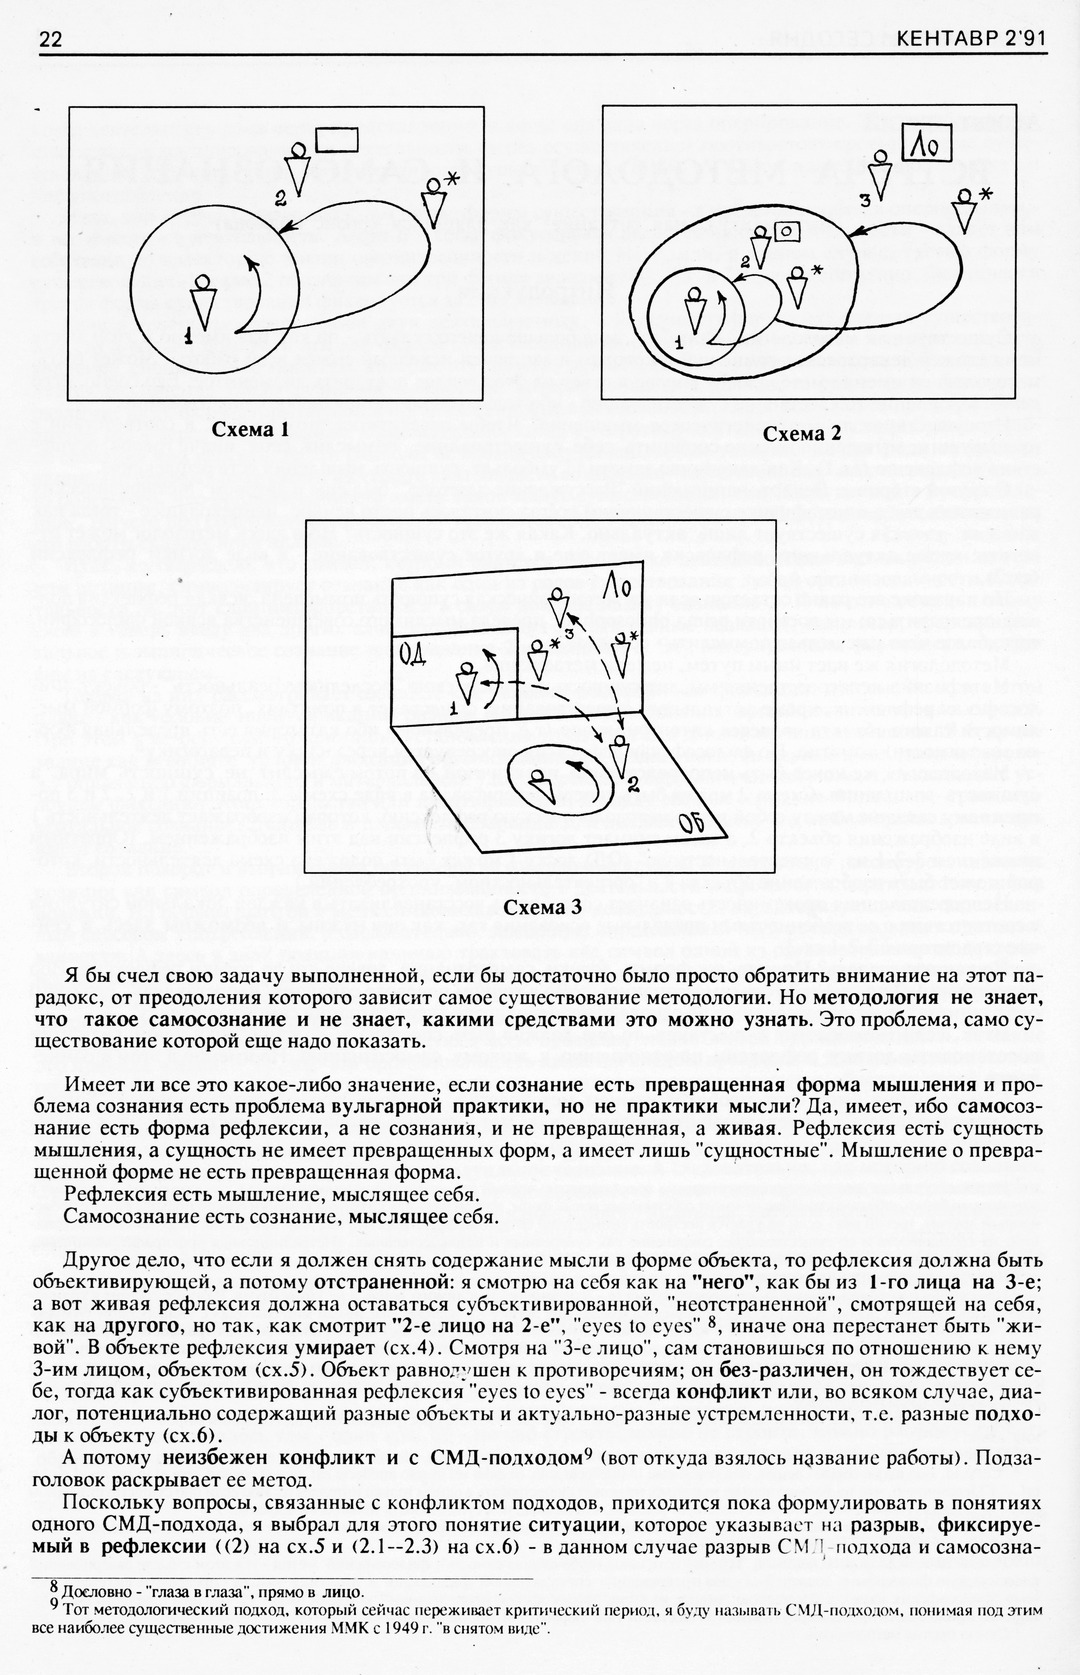 22
КЕНТАВР 2'91
2
*
1
Схема 1
Ло
3
*
2
о
*
1
Схема 2
Ло
3
ОД
*
*
1
2
ОБ
Схема 3
Я бы счел свою задачу выполненной, если бы достаточно было просто обратить внимание на этот па-
радокс, от преодоления которого зависит самое существование методологии. Но методология не знает,
что такое самосознание и не знает, какими средствами это можно узнать. Это проблема, само су-
ществование которой еще надо показать.
Имеет ли все это какое-либо значение, если сознание есть превращенная форма мышления и про-
блема сознания есть проблема вульгарной практики, но не практики мысли? Да, имеет, ибо самосоз-
нание есть форма рефлексии, а не сознания, и не превращенная, а живая. Рефлексия есть сущность
мышления, а сущность не имеет превращенных форм, а имеет лишь "сущностные". Мышление о превра-
щенной форме не есть превращенная форма.
Рефлексия есть мышление, мыслящее себя.
Самосознание есть сознание, мыслящее себя.
Другое дело, что если я должен снять содержание мысли в форме объекта, то рефлексия должна быть
объективирующей, а потому отстраненной: я смотрю на себя как на "него", как бы из 1-го лица на 3-е;
а вот живая рефлексия должна оставаться субъективированной, "неотстраненной", смотрящей на себя,
как на другого, но так, как смотрит "2-е лицо на 2-е", "eyes to eyes" 8, иначе она перестанет быть "жи-
вой". В объекте рефлексия умирает (сх.4). Смотря на "3-е лицо", сам становишься по отношению к нему
3-им лицом, объектом (сх.5). Объект равнодушен к противоречиям; он без-различен, он тождествует се-
бе, тогда как субъективированная рефлексия "eyes to eyes" - всегда конфликт или, во всяком случае, диа-
лог, потенциально содержащий разные объекты и актуально-разные устремленности, т.е. разные подхо-
ды к объекту (сх.6).
А потому неизбежен конфликт и с СМД-подходом9 (вот откуда взялось название работы). Подза-
головок раскрывает ее метод.
Поскольку вопросы, связанные с конфликтом подходов, приходится пока формулировать в понятиях
одного СМД-подхода, я выбрал для этого понятие ситуации, которое указывает на разрыв, фиксируе-
мый в рефлексии ((2) на сх.5 и (2.1--2.3) на сх.6) - в данном случае разрыв СМД-подхода и самосозна-
8 Дословно - "глаза в глаза", прямо в лицо.
9 Тот методологический подход, который сейчас переживает критический период, я буду называть СМД-подходом, понимая под этим
все наиболее существенные достижения ММК с 1949 г. "в снятом виде".